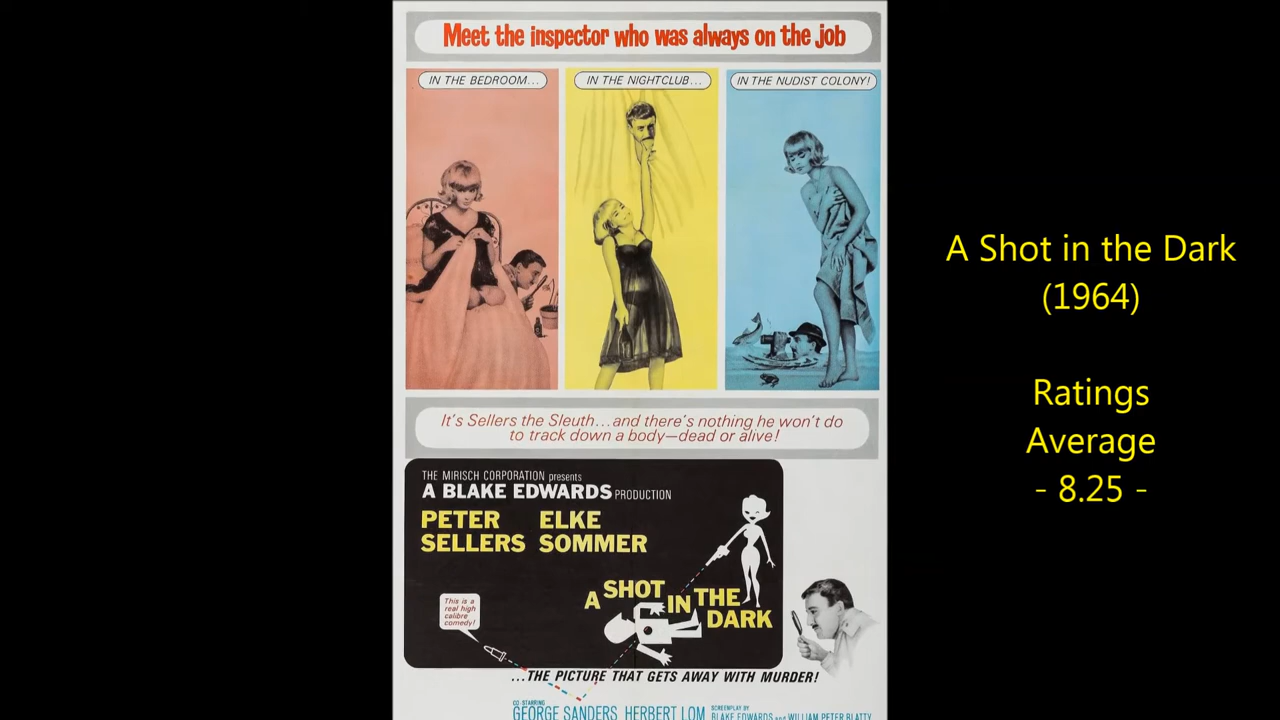 Meet the inspector who was always on the job
IN THE BEDROOM...
IN THE NIGHTCLUB...
IN THE NUDIST COLONY!
It's Sellers the Sleuth...and there's nothing he won't do
to track down a body—dead or alive!
THE MIRISCH CORPORATION presents
A BLAKE EDWARDS PRODUCTION
PETER SELLERS
ELKE SOMMER
A SHOT IN THE DARK
This is a
real high
calibre
comedy!
...THE PICTURE THAT GETS AWAY WITH MURDER!
CO-STARRING
GEORGE SANDERS HERBERT LOM
SCREENPLAY BY
BLAKE EDWARDS and WILLIAM PETER BLATTY
A Shot in the Dark
(1964)
Ratings
Average
- 8.25 -